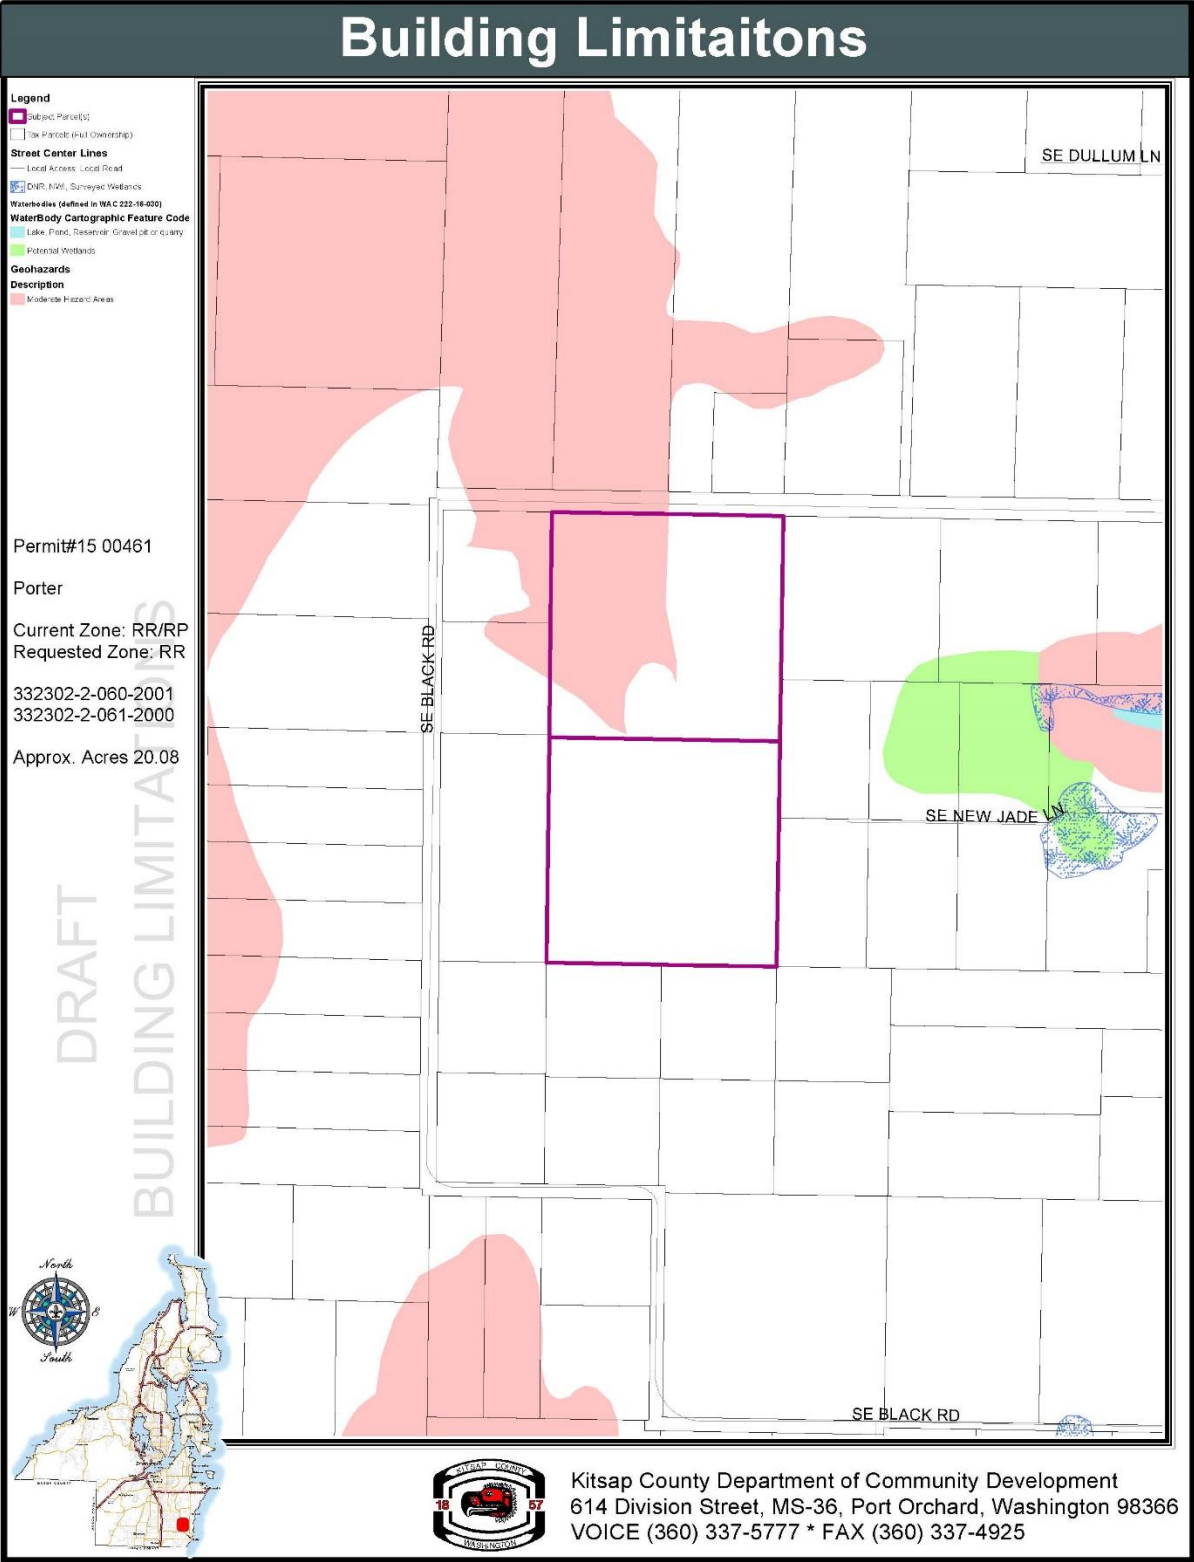 Building Limitaitons
Legend
Subject Parcel(s)
Tax Parcels (Full Ownership)
Street Center Lines
Local Access; Local Road
DNR, NWI, Surveyed Wetlands
Waterbodies (defined in WAC 222-16-030)
WaterBody Cartographic Feature Code
Lake, Pond, Reservoir, Gravel pit or quarry
Potential Wetlands
Geohazards
Description
Moderate Hazard Areas
SE DULLUM LN
Permit#15 00461
Porter
Current Zone: RR/RP
Requested Zone: RR
332302-2-060-2001
332302-2-061-2000
Approx. Acres 20.08
DRAFT
BUILDING LIMITATIONS
SE BLACK RD
SE NEW JADE LN
SE BLACK RD
North
W E
South
KITSAP COUNTY
18 57
WASHINGTON
Kitsap County Department of Community Development
614 Division Street, MS-36, Port Orchard, Washington 98366
VOICE (360) 337-5777 * FAX (360) 337-4925